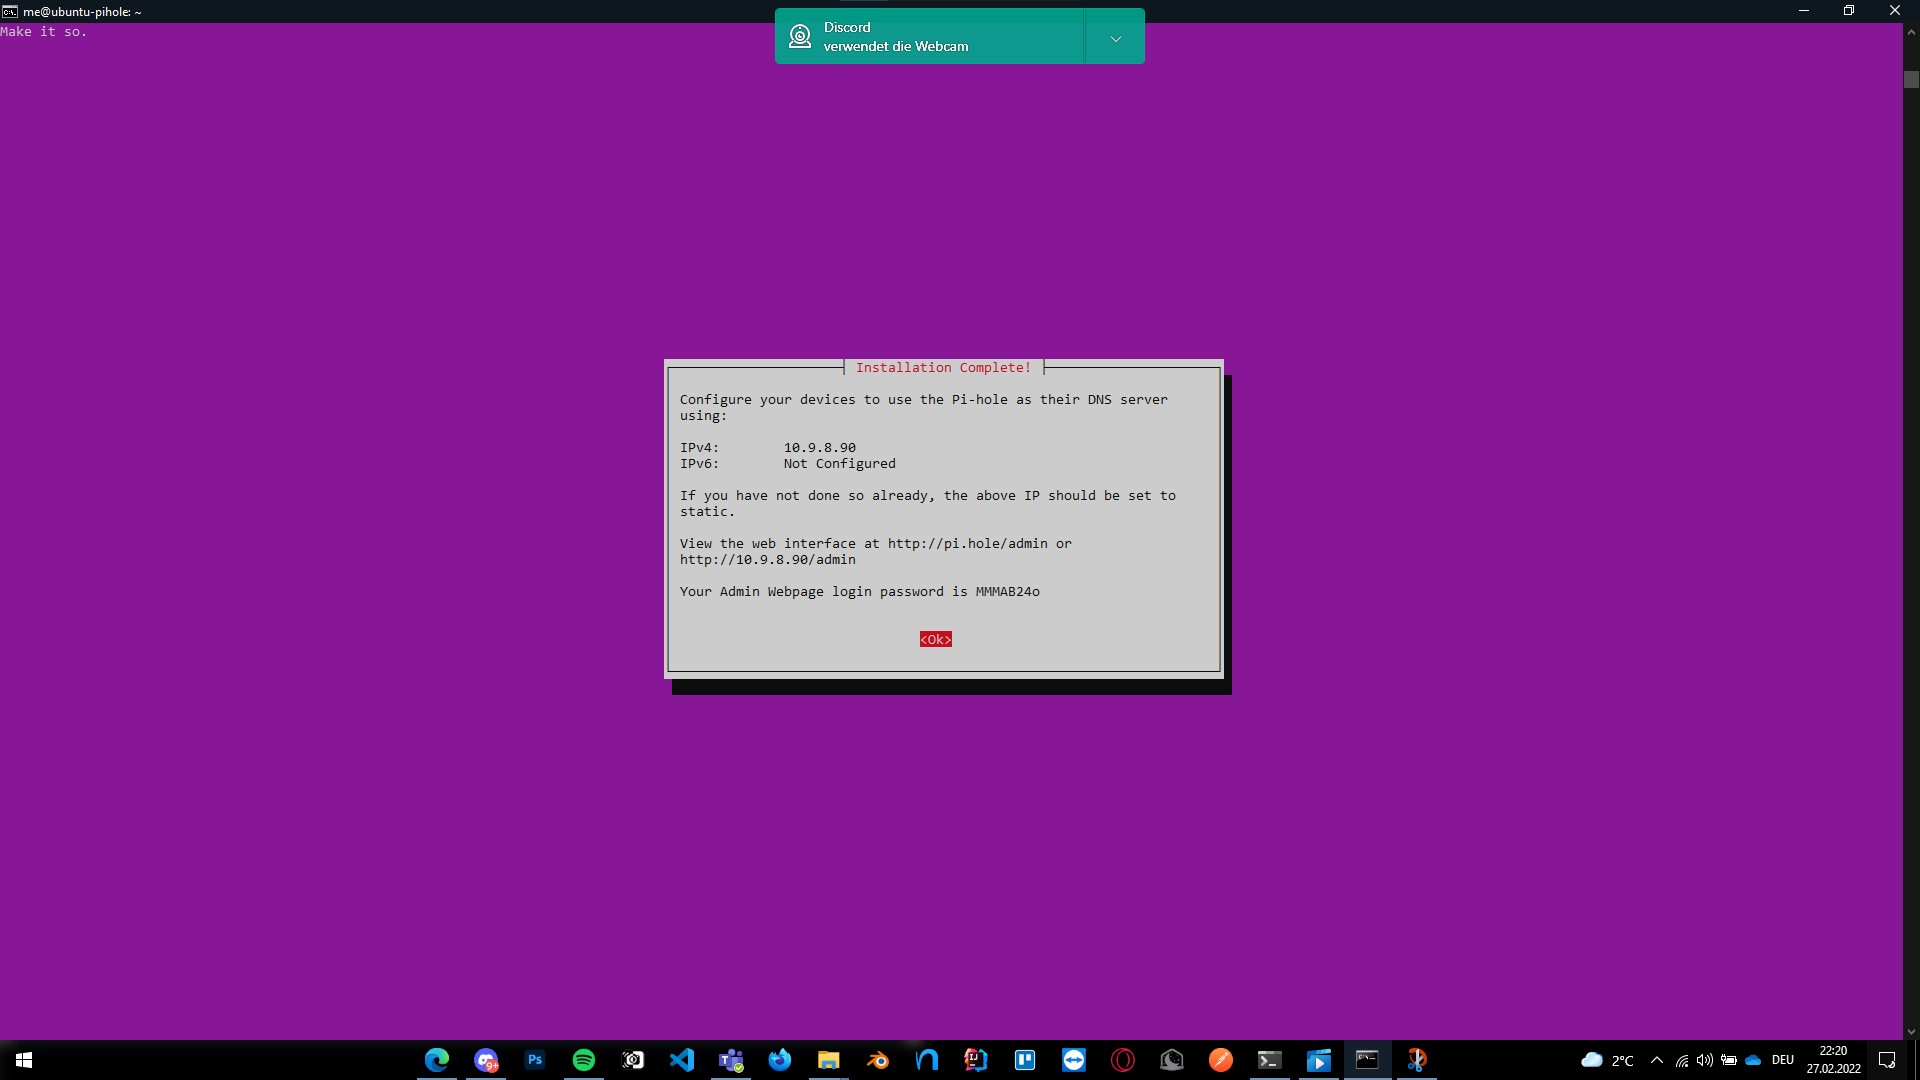 me@ubuntu-pihole: ~
Make it so.
Discord
verwendet die Webcam
Installation Complete!
Configure your devices to use the Pi-hole as their DNS server
using:
IPv4: 10.9.8.90
IPv6: Not Configured
If you have not done so already, the above IP should be set to
static.
View the web interface at http://pi.hole/admin or
http://10.9.8.90/admin
Your Admin Webpage login password is MMMAB24o
<Ok>
9+
Ps
2°C
DEU
22:20
27.02.2022